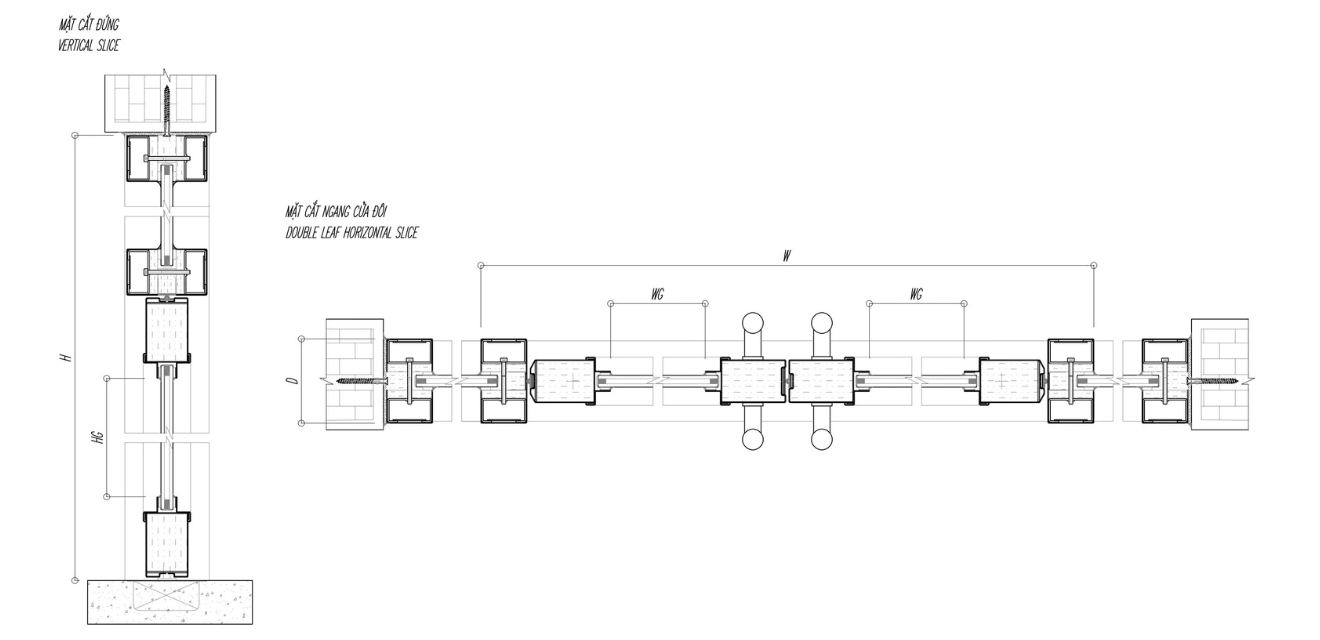 MẶT CẮT ĐỨNG
VERTICAL SLICE
MẶT CẮT NGANG CỬA ĐÔI
DOUBLE LEAF HORIZONTAL SLICE
W
WG
WG
H
D
HG